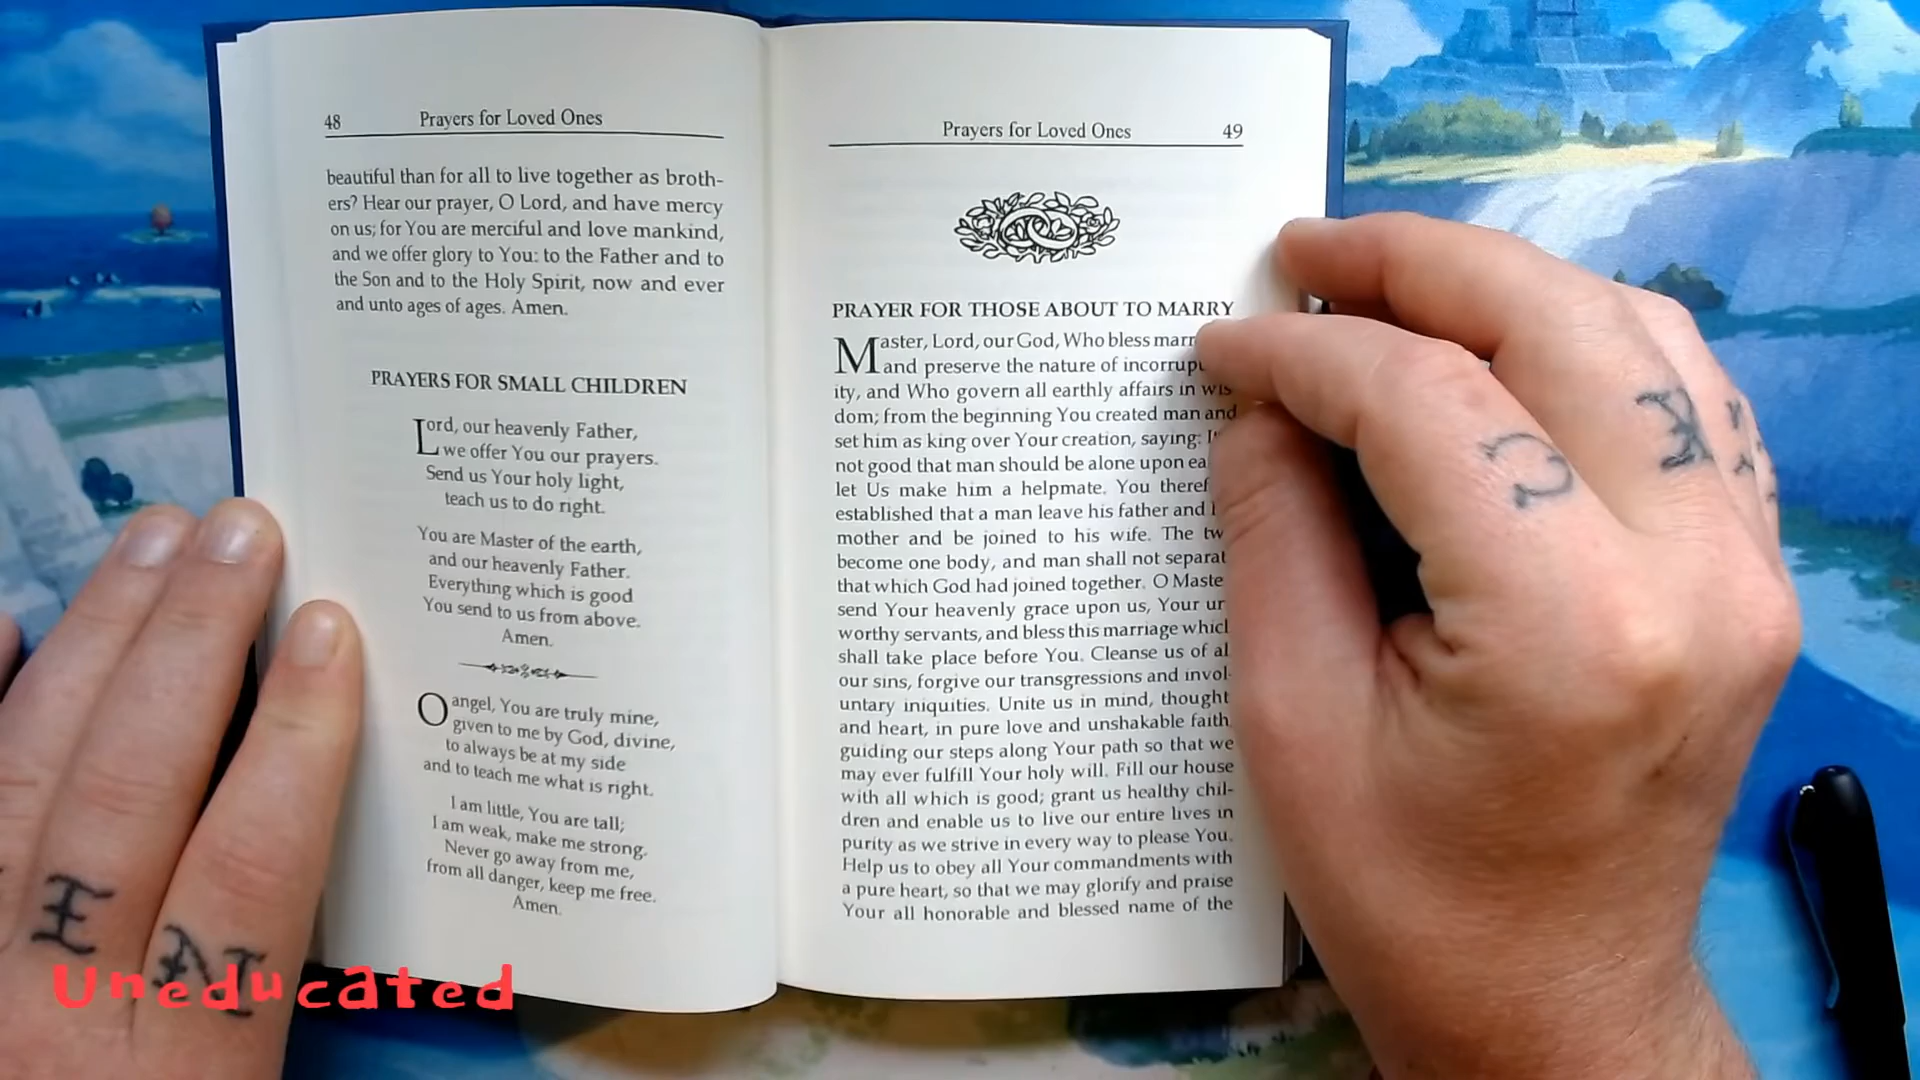 48 Prayers for Loved Ones
beautiful than for all to live together as broth-
ers? Hear our prayer, O Lord, and have mercy
on us; for You are merciful and love mankind,
and we offer glory to You: to the Father and to
the Son and to the Holy Spirit, now and ever
and unto ages of ages. Amen.
PRAYERS FOR SMALL CHILDREN
Lord, our heavenly Father,
we offer You our prayers.
Send us Your holy light,
teach us to do right.
You are Master of the earth,
and our heavenly Father.
Everything which is good
You send to us from above.
Amen.
O angel, You are truly mine,
given to me by God, divine,
to always be at my side
and to teach me what is right.
I am little, You are tall;
I am weak, make me strong.
Never go away from me,
from all danger, keep me free.
Amen.
Prayers for Loved Ones 49
PRAYER FOR THOSE ABOUT TO MARRY
Master, Lord, our God, Who bless
and preserve the nature of
ity, and Who govern all earthly affairs in wis
dom; from the beginning You created man and
set him as king over Your creation, saying:
not good that man should be alone upon
let Us make him a helpmate. You
established that a man leave his father and
mother and be joined to his wife. The
become one body, and man shall not
that which God had joined together. O
send Your heavenly grace upon us, Your
worthy servants, and bless this marriage
shall take place before You. Cleanse us of
our sins, forgive our transgressions and invol-
untary iniquities. Unite us in mind, thought
and heart, in pure love and unshakable faith
guiding our steps along Your path so that we
may ever fulfill Your holy will. Fill our house
with all which is good; grant us healthy chil-
dren and enable us to live our entire lives in
purity as we strive in every way to please You.
Help us to obey all Your commandments with
a pure heart, so that we may glorify and praise
Your all honorable and blessed name of the
E N
Uneducated